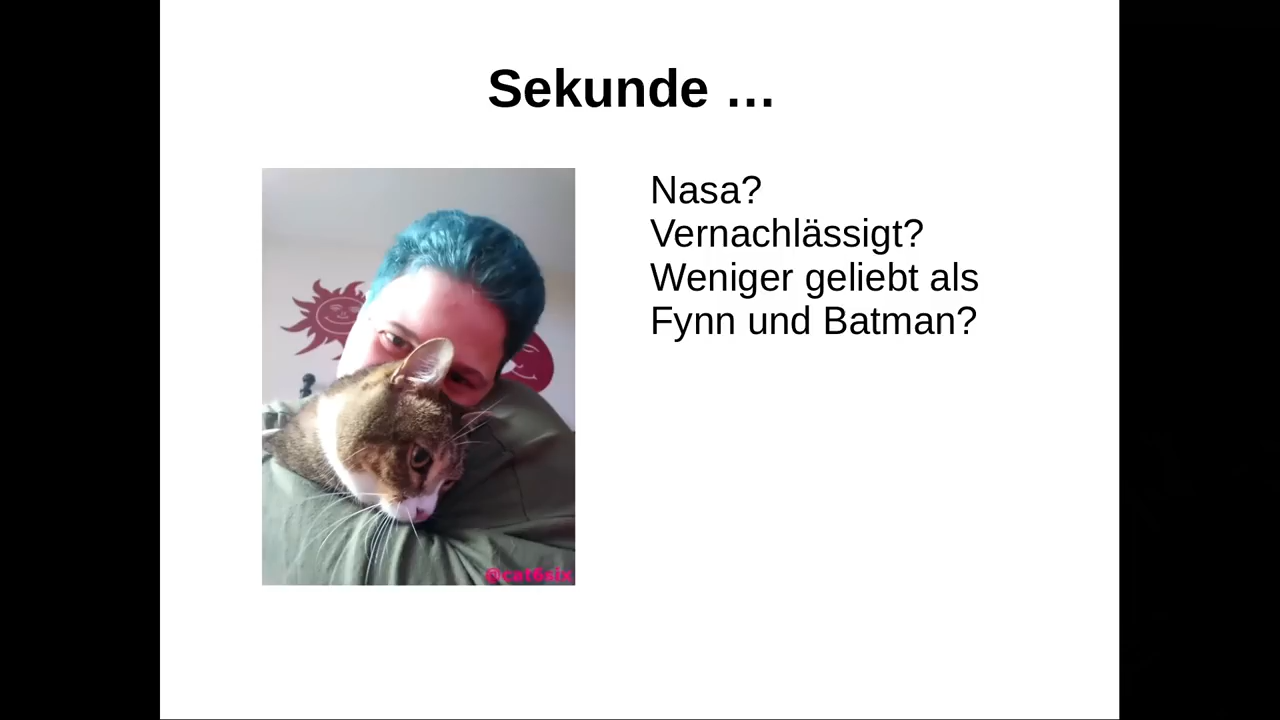 Sekunde …
Nasa?
Vernachlässigt?
Weniger geliebt als
Fynn und Batman?
@cat6six